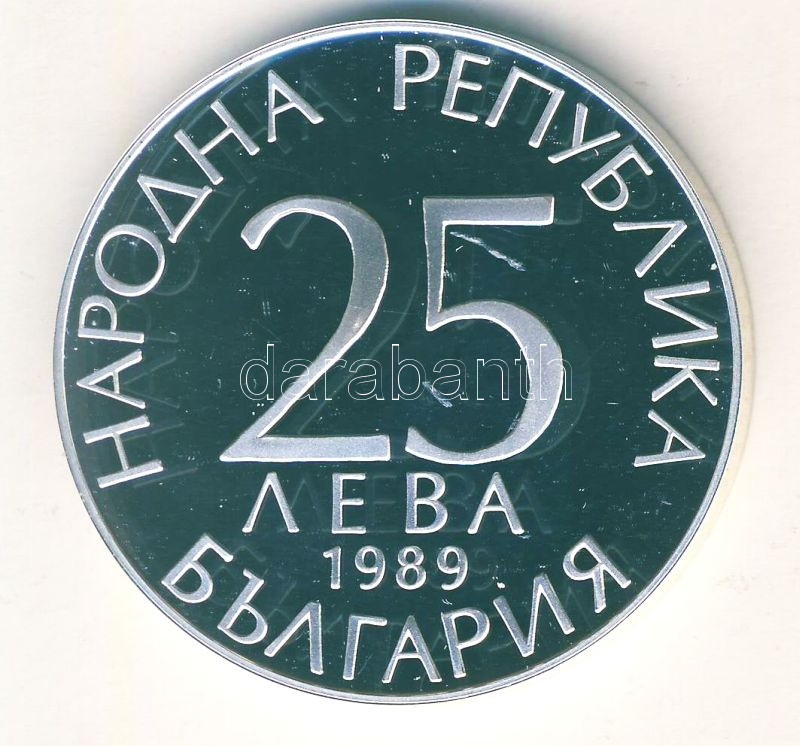 НАРОДНА РЕПУБЛИКА
25
ЛЕВА
1989
БЪЛГАРИЯ
darabanth